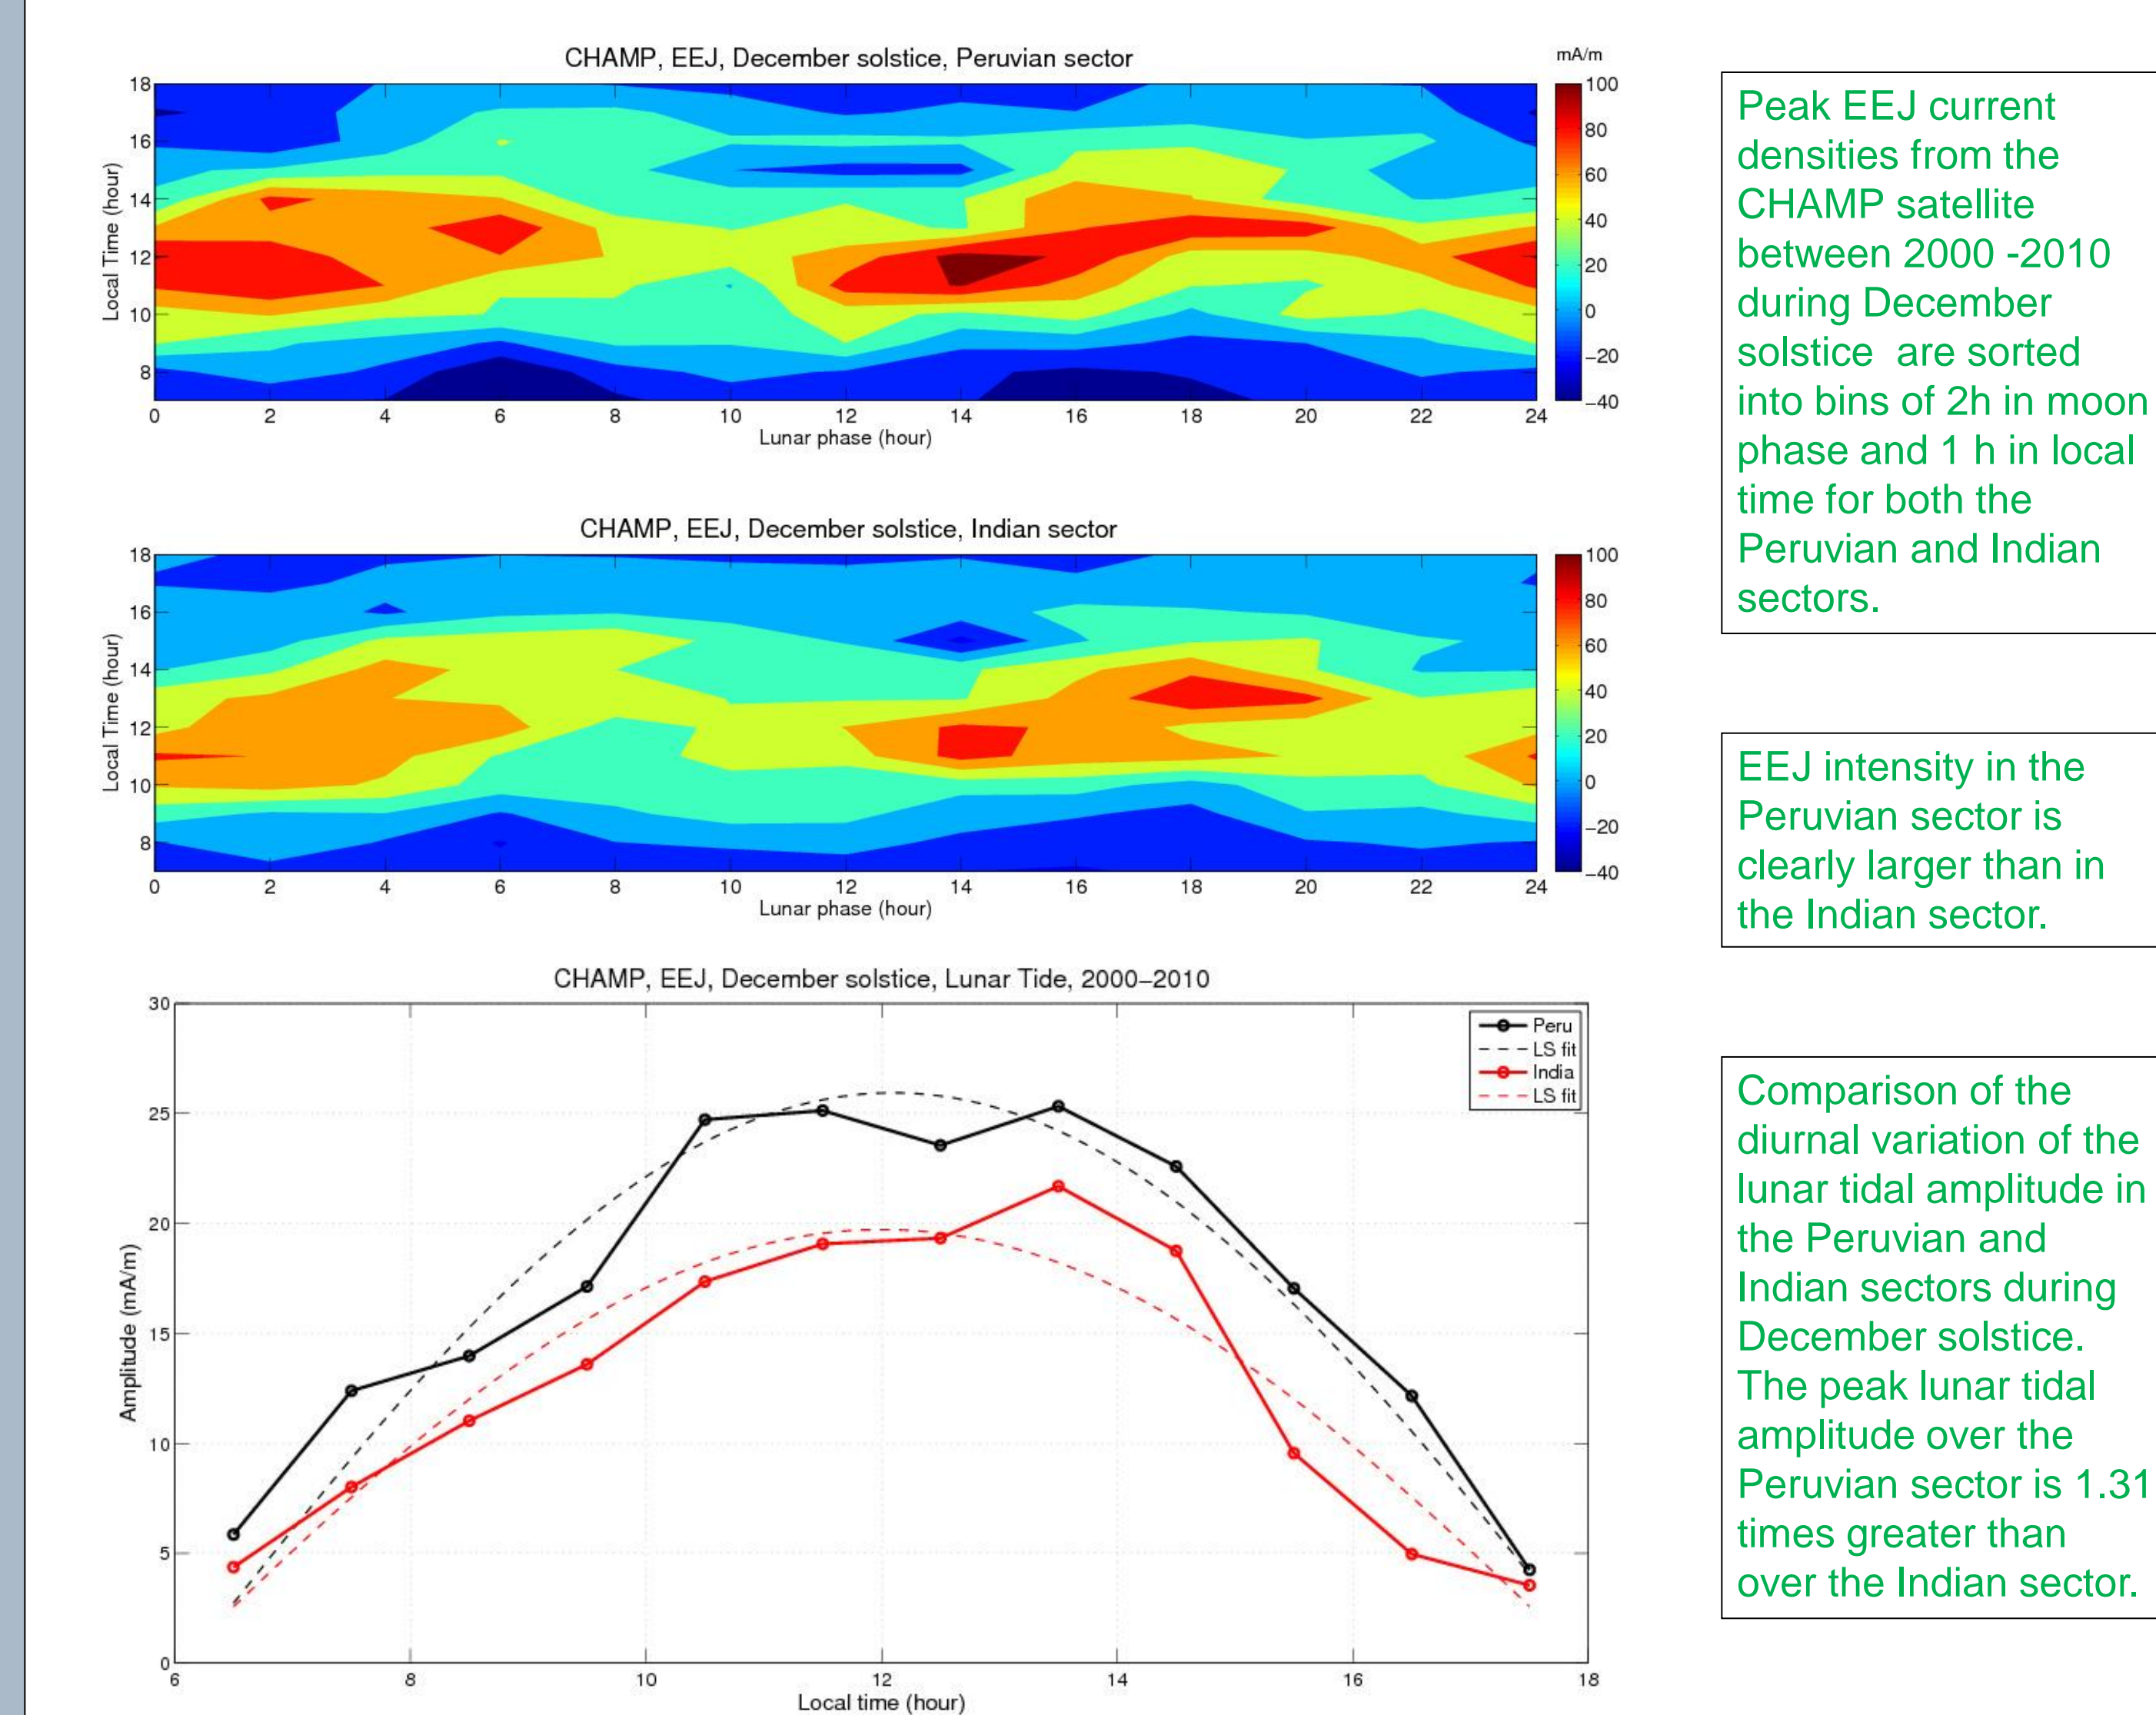 CHAMP, EEJ, December solstice, Peruvian sector
mA/m
18
16
14
12
10
8
Local Time (hour)
0 2 4 6 8 10 12 14 16 18 20 22 24
Lunar phase (hour)
100
80
60
40
20
0
−20
−40
Peak EEJ current
densities from the
CHAMP satellite
between 2000 -2010
during December
solstice are sorted
into bins of 2h in moon
phase and 1 h in local
time for both the
Peruvian and Indian
sectors.
CHAMP, EEJ, December solstice, Indian sector
18
16
14
12
10
8
Local Time (hour)
0 2 4 6 8 10 12 14 16 18 20 22 24
Lunar phase (hour)
100
80
60
40
20
0
−20
−40
EEJ intensity in the
Peruvian sector is
clearly larger than in
the Indian sector.
CHAMP, EEJ, December solstice, Lunar Tide, 2000−2010
30
25
20
15
10
5
0
Amplitude (mA/m)
6 8 10 12 14 16 18
Local time (hour)
Peru
LS fit
India
LS fit
Comparison of the
diurnal variation of the
lunar tidal amplitude in
the Peruvian and
Indian sectors during
December solstice.
The peak lunar tidal
amplitude over the
Peruvian sector is 1.31
times greater than
over the Indian sector.